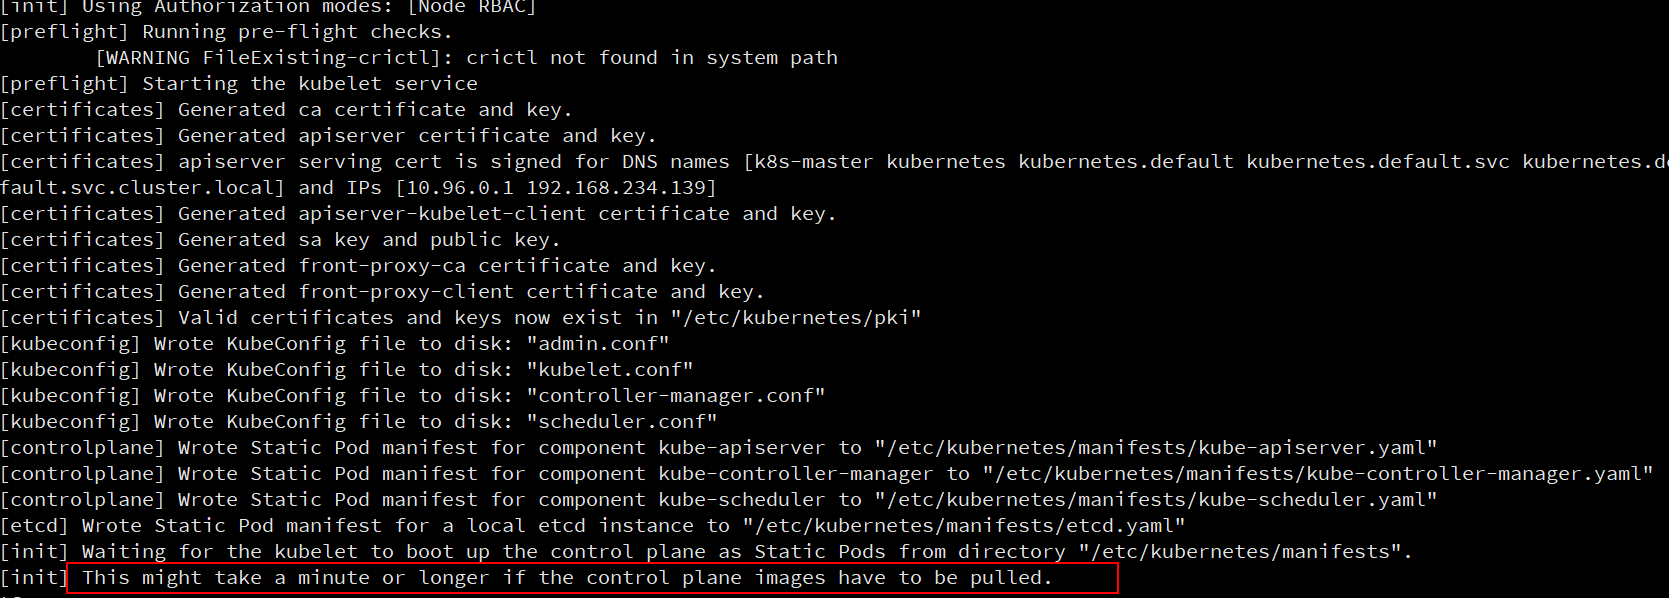 [init] Using Authorization modes: [Node RBAC]
[preflight] Running pre-flight checks.
[WARNING FileExisting-crictl]: crictl not found in system path
[preflight] Starting the kubelet service
[certificates] Generated ca certificate and key.
[certificates] Generated apiserver certificate and key.
[certificates] apiserver serving cert is signed for DNS names [k8s-master kubernetes kubernetes.default kubernetes.default.svc kubernetes.de
fault.svc.cluster.local] and IPs [10.96.0.1 192.168.234.139]
[certificates] Generated apiserver-kubelet-client certificate and key.
[certificates] Generated sa key and public key.
[certificates] Generated front-proxy-ca certificate and key.
[certificates] Generated front-proxy-client certificate and key.
[certificates] Valid certificates and keys now exist in "/etc/kubernetes/pki"
[kubeconfig] Wrote KubeConfig file to disk: "admin.conf"
[kubeconfig] Wrote KubeConfig file to disk: "kubelet.conf"
[kubeconfig] Wrote KubeConfig file to disk: "controller-manager.conf"
[kubeconfig] Wrote KubeConfig file to disk: "scheduler.conf"
[controlplane] Wrote Static Pod manifest for component kube-apiserver to "/etc/kubernetes/manifests/kube-apiserver.yaml"
[controlplane] Wrote Static Pod manifest for component kube-controller-manager to "/etc/kubernetes/manifests/kube-controller-manager.yaml"
[controlplane] Wrote Static Pod manifest for component kube-scheduler to "/etc/kubernetes/manifests/kube-scheduler.yaml"
[etcd] Wrote Static Pod manifest for a local etcd instance to "/etc/kubernetes/manifests/etcd.yaml"
[init] Waiting for the kubelet to boot up the control plane as Static Pods from directory "/etc/kubernetes/manifests".
[init] This might take a minute or longer if the control plane images have to be pulled.